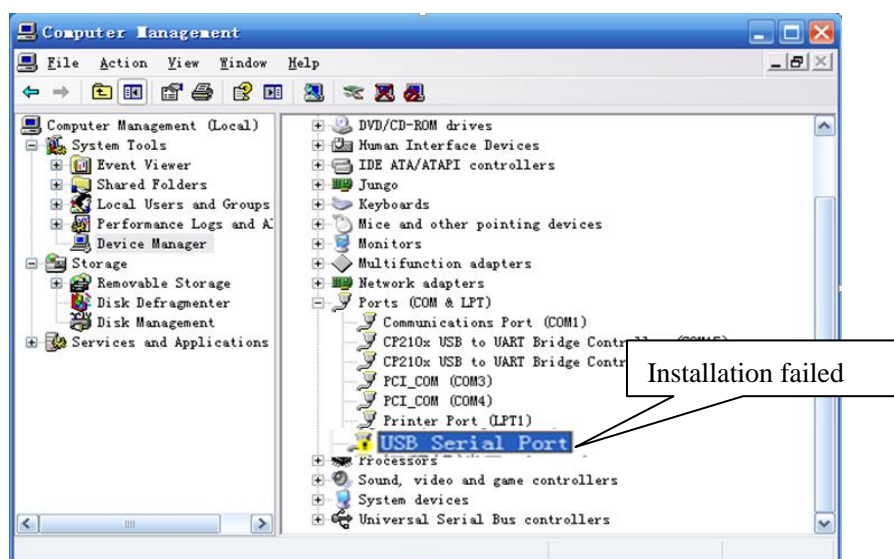 Computer Management
File Action View Window Help
Computer Management (Local)
System Tools
Event Viewer
Shared Folders
Local Users and Groups
Performance Logs and A
Device Manager
Storage
Removable Storage
Disk Defragmenter
Disk Management
Services and Applications
DVD/CD-ROM drives
Human Interface Devices
IDE ATA/ATAPI controllers
Jungo
Keyboards
Mice and other pointing devices
Monitors
Multifunction adapters
Network adapters
Ports (COM & LPT)
Communications Port (COM1)
CP210x USB to UART Bridge
CP210x USB to UART Bridge
PCI_COM (COM3)
PCI_COM (COM4)
Printer Port (LPT1)
USB Serial Port
Processors
Sound, video and game controllers
System devices
Universal Serial Bus controllers
Installation failed